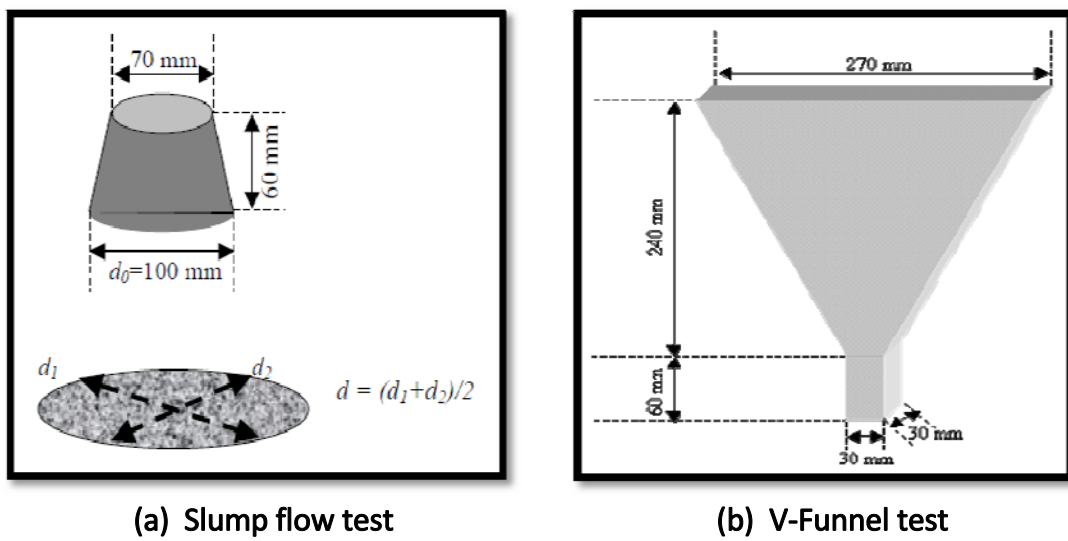 70 mm
60 mm
d0=100 mm
d1
d2
d = (d1+d2)/2
(a) Slump flow test
270 mm
240 mm
60 mm
30 mm
30 mm
(b) V-Funnel test